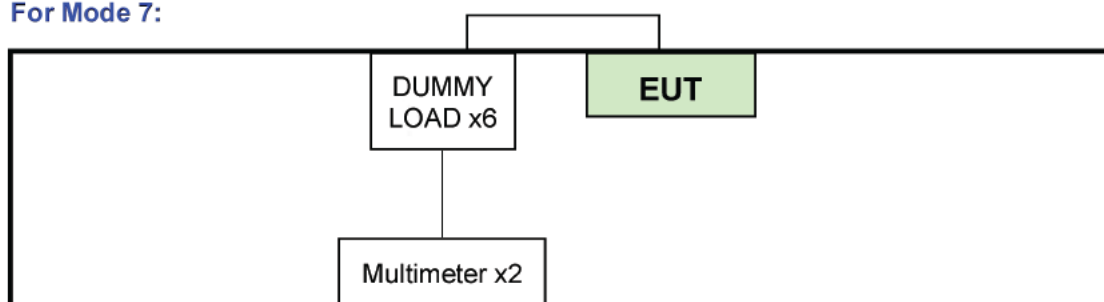 For Mode 7:
DUMMY
LOAD x6
EUT
Multimeter x2